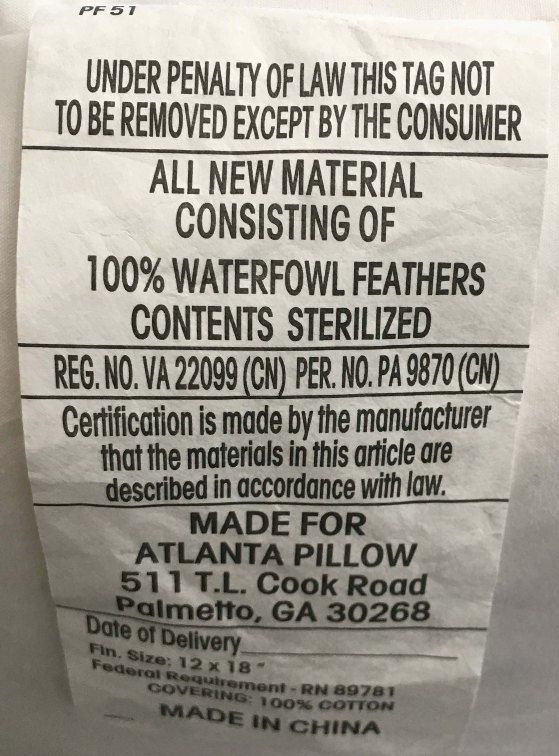 PF 51
UNDER PENALTY OF LAW THIS TAG NOT
TO BE REMOVED EXCEPT BY THE CONSUMER
ALL NEW MATERIAL
CONSISTING OF
100% WATERFOWL FEATHERS
CONTENTS STERILIZED
REG. NO. VA 22099 (CN) PER. NO. PA 9870 (CN)
Certification is made by the manufacturer
that the materials in this article are
described in accordance with law.
MADE FOR
ATLANTA PILLOW
511 T.L. Cook Road
Palmetto, GA 30268
Date of Delivery
Fin. Size: 12 x 18"
Federal Requirement - RN 89781
COVERING: 100% COTTON
MADE IN CHINA